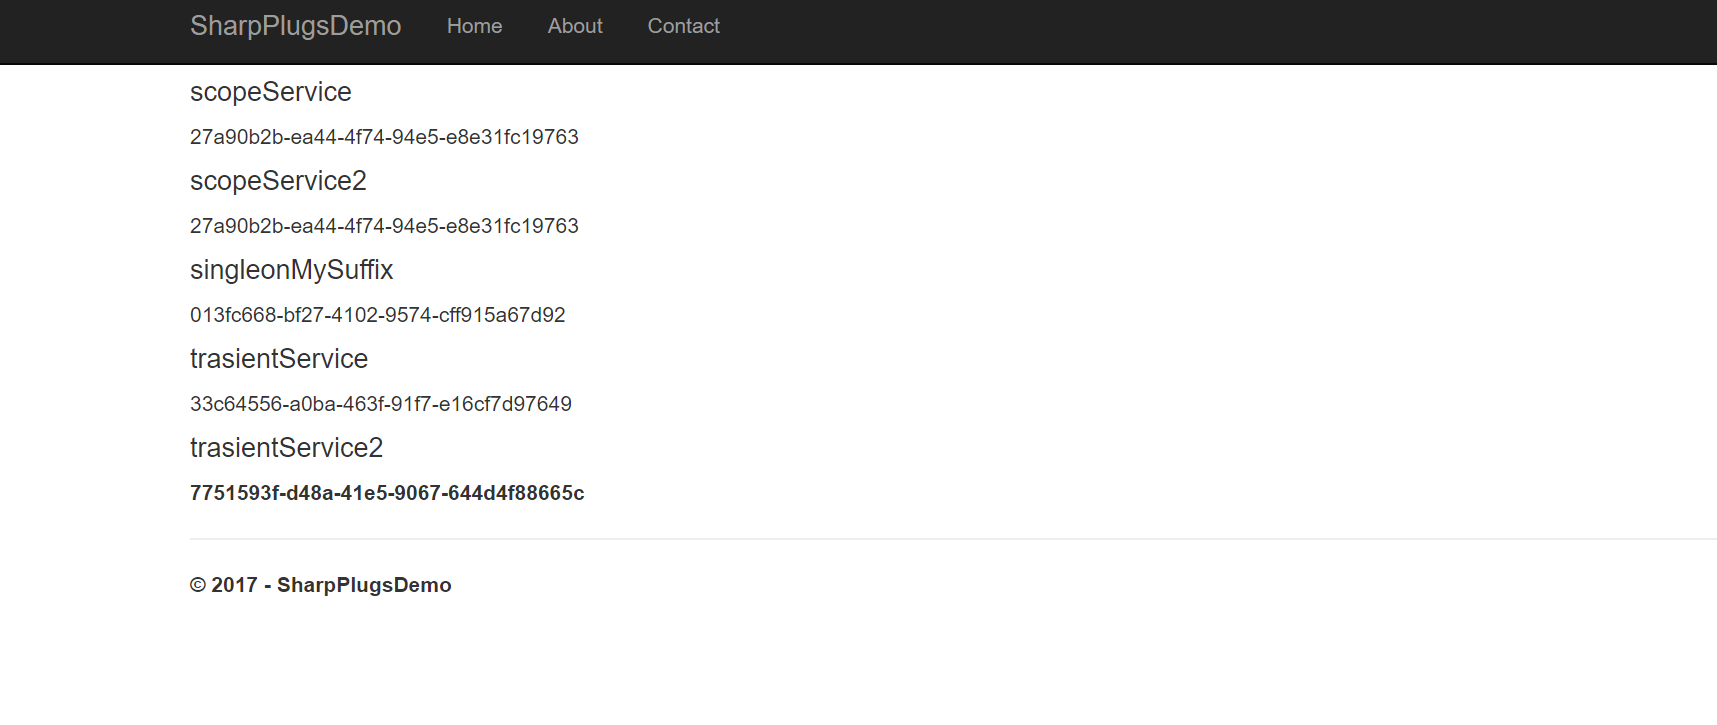 SharpPlugsDemo Home About Contact
scopeService
27a90b2b-ea44-4f74-94e5-e8e31fc19763
scopeService2
27a90b2b-ea44-4f74-94e5-e8e31fc19763
singleonMySuffix
013fc668-bf27-4102-9574-cff915a67d92
trasientService
33c64556-a0ba-463f-91f7-e16cf7d97649
trasientService2
7751593f-d48a-41e5-9067-644d4f88665c
© 2017 - SharpPlugsDemo